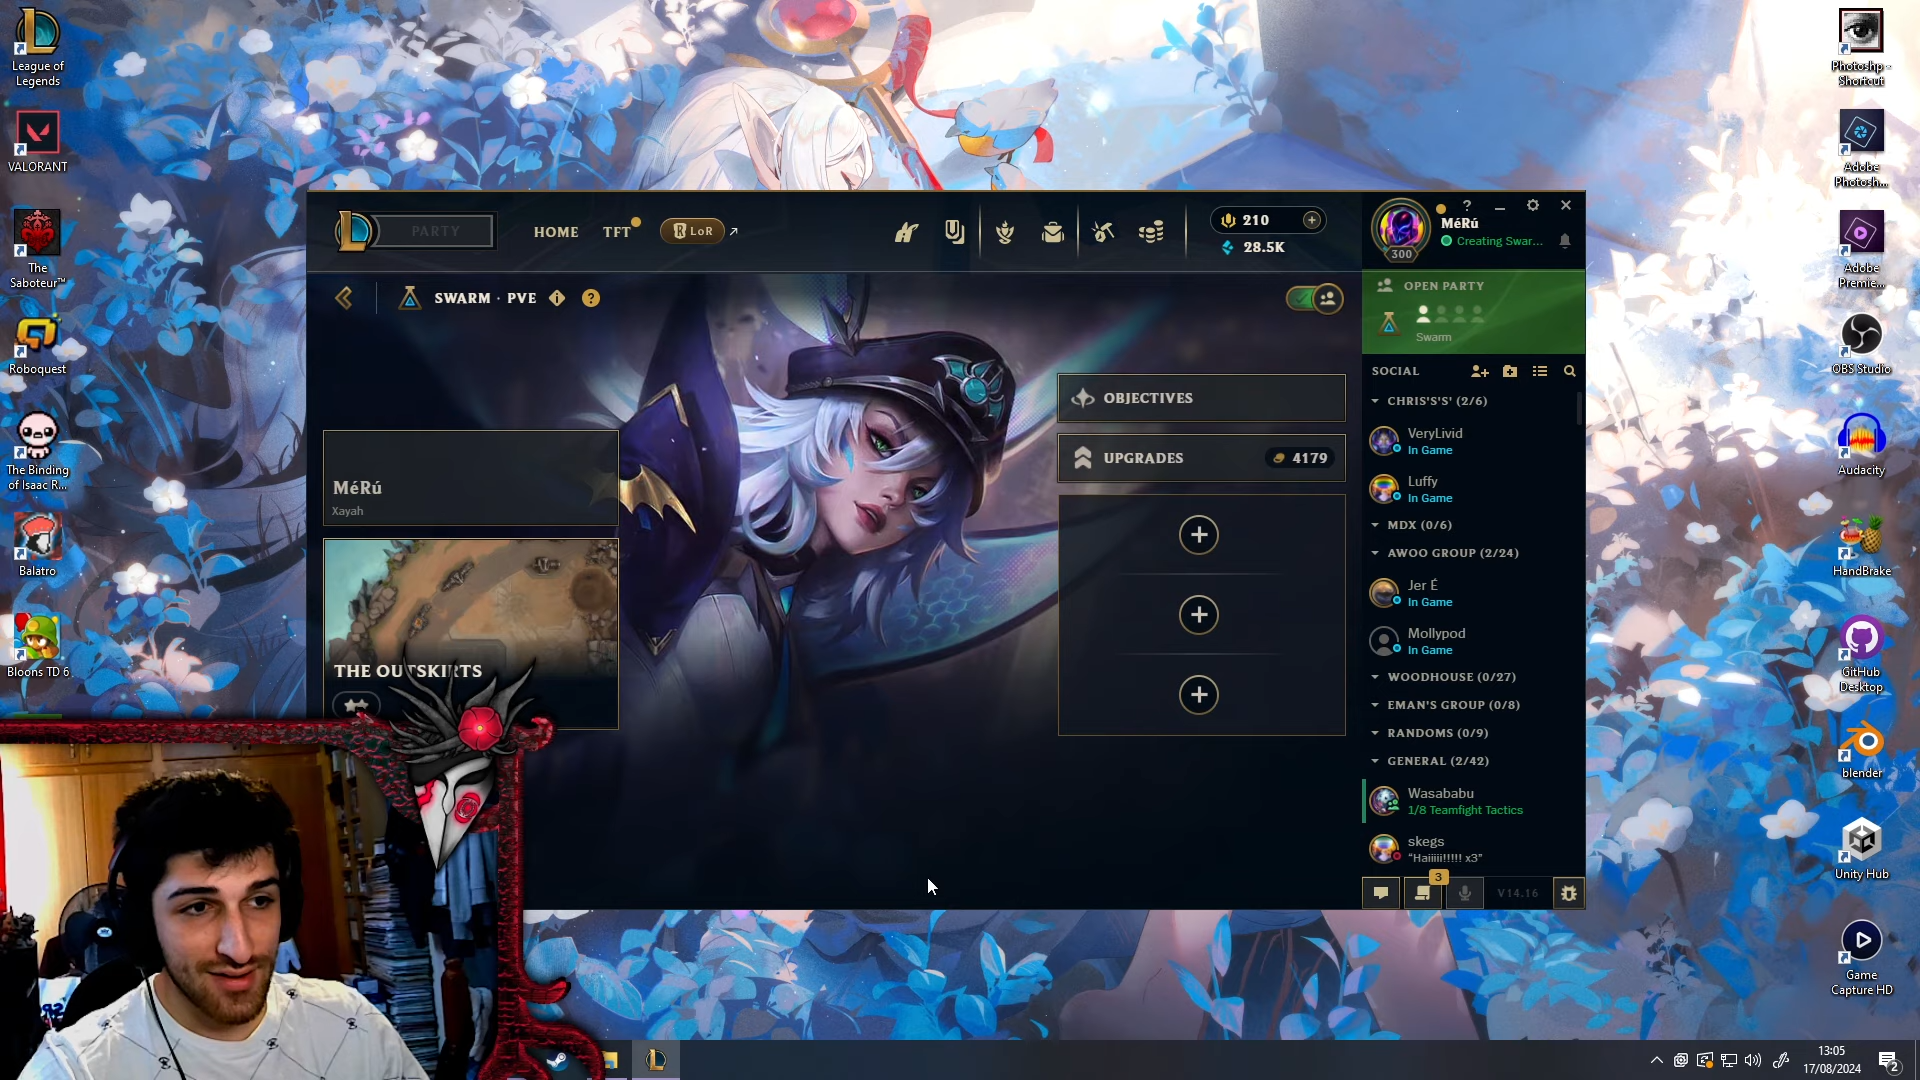 League of
Legends
VALORANT
The
Saboteur™
Roboquest
The Binding
of Isaac R...
Balatro
Bloons TD 6
PARTY
HOME
TFT
LoR
210
28.5K
?
300
MéRú
Creating Swar...
SWARM · PVE
?
OPEN PARTY
Swarm
MéRú
Xayah
THE OUTSKIRTS
OBJECTIVES
UPGRADES
4179
SOCIAL
CHRIS'S'S' (2/6)
VeryLivid
In Game
Luffy
In Game
MDX (0/6)
AWOO GROUP (2/24)
Jer É
In Game
Mollypod
In Game
WOODHOUSE (0/27)
EMAN'S GROUP (0/8)
RANDOMS (0/9)
GENERAL (2/42)
Wasababu
1/8 Teamfight Tactics
skegs
"Haiiiii!!!!! x3"
3
V14.16
Photoshp -
Shortcut
Adobe
Photosh...
Adobe
Premie...
OBS Studio
Audacity
HandBrake
GitHub
Desktop
blender
Unity Hub
Game
Capture HD
13:05
17/08/2024
2